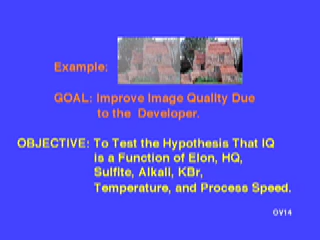 Example:
GOAL: Improve Image Quality Due
to the Developer.
OBJECTIVE: To Test the Hypothesis That IQ
is a Function of Elon, HQ,
Sulfite, Alkali, KBr,
Temperature, and Process Speed.
OV14